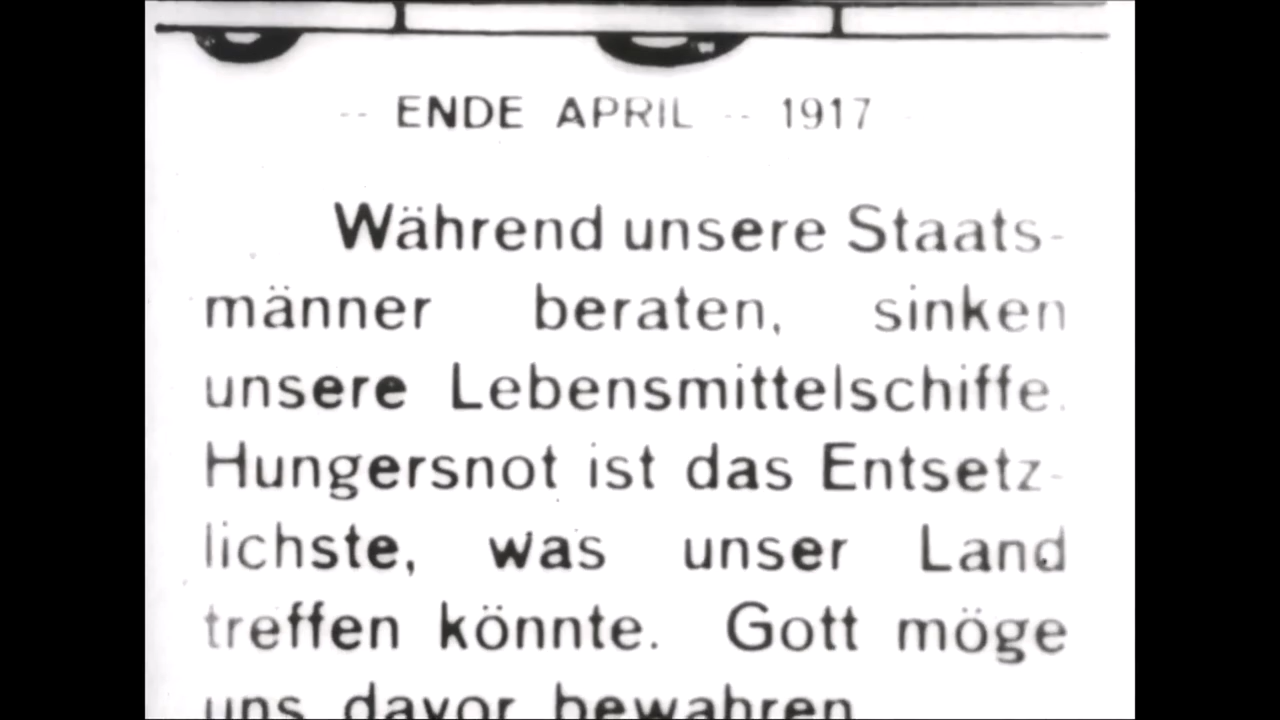 -- ENDE APRIL -- 1917
Während unsere Staats-
männer beraten, sinken
unsere Lebensmittelschiffe.
Hungersnot ist das Entsetz-
lichste, was unser Land
treffen könnte. Gott möge
uns davor bewahren